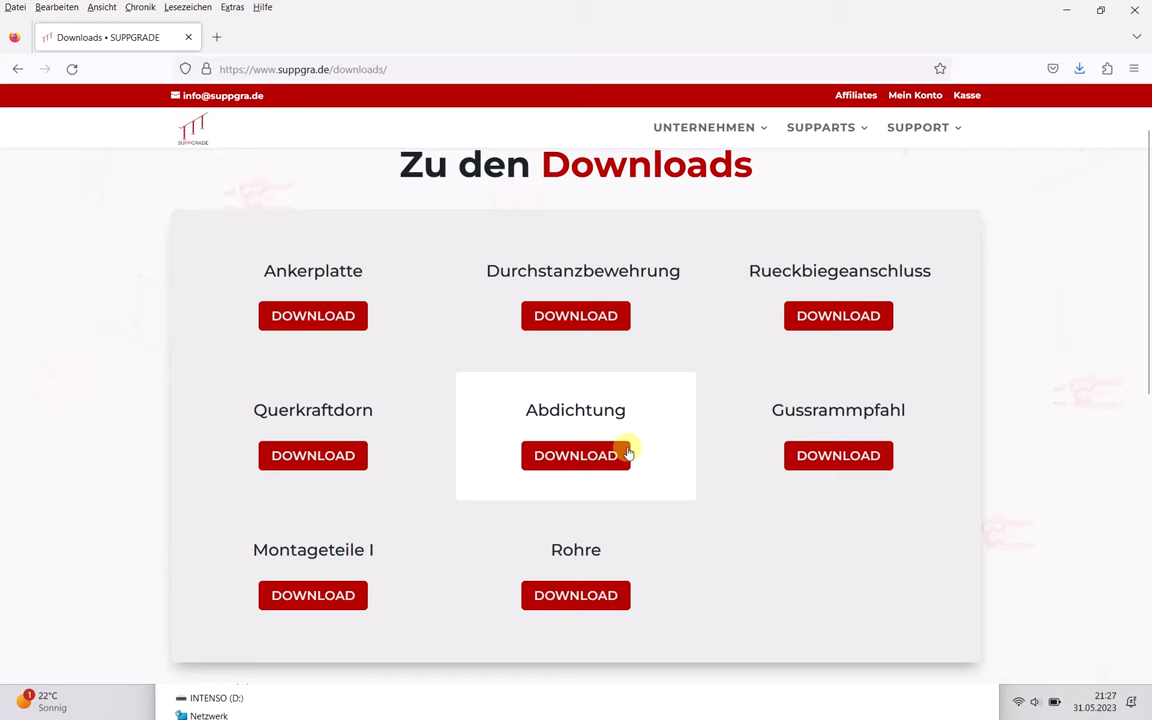 Datei Bearbeiten Ansicht Chronik Lesezeichen Extras Hilfe
Downloads • SUPPGRADE
https://www.suppgra.de/downloads/
info@suppgra.de Affiliates Mein Konto Kasse
SUPPGRADE UNTERNEHMEN SUPPARTS SUPPORT
Zu den Downloads
Ankerplatte Durchstanzbewehrung Rueckbiegeanschluss
DOWNLOAD DOWNLOAD DOWNLOAD
Querkraftdorn Abdichtung Gussrammpfahl
DOWNLOAD DOWNLOAD DOWNLOAD
Montageteile I Rohre
DOWNLOAD DOWNLOAD
1 22°C INTENSO (D:) 21:27
Sonnig Netzwerk 31.05.2023